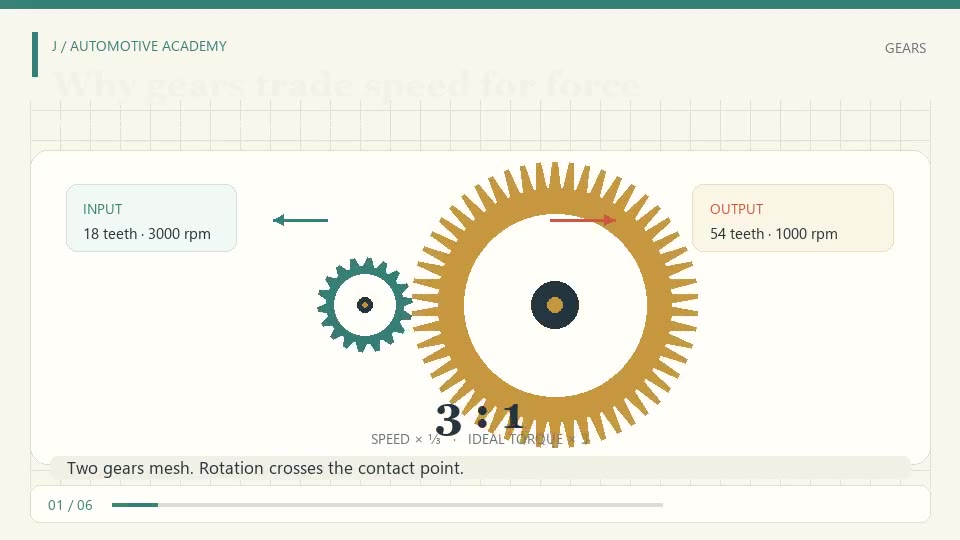 J / AUTOMOTIVE ACADEMY
GEARS
Why gears trade speed for force
INPUT
18 teeth · 3000 rpm
OUTPUT
54 teeth · 1000 rpm
3 : 1
SPEED × ⅓ · IDEAL TORQUE × 3
Two gears mesh. Rotation crosses the contact point.
01 / 06